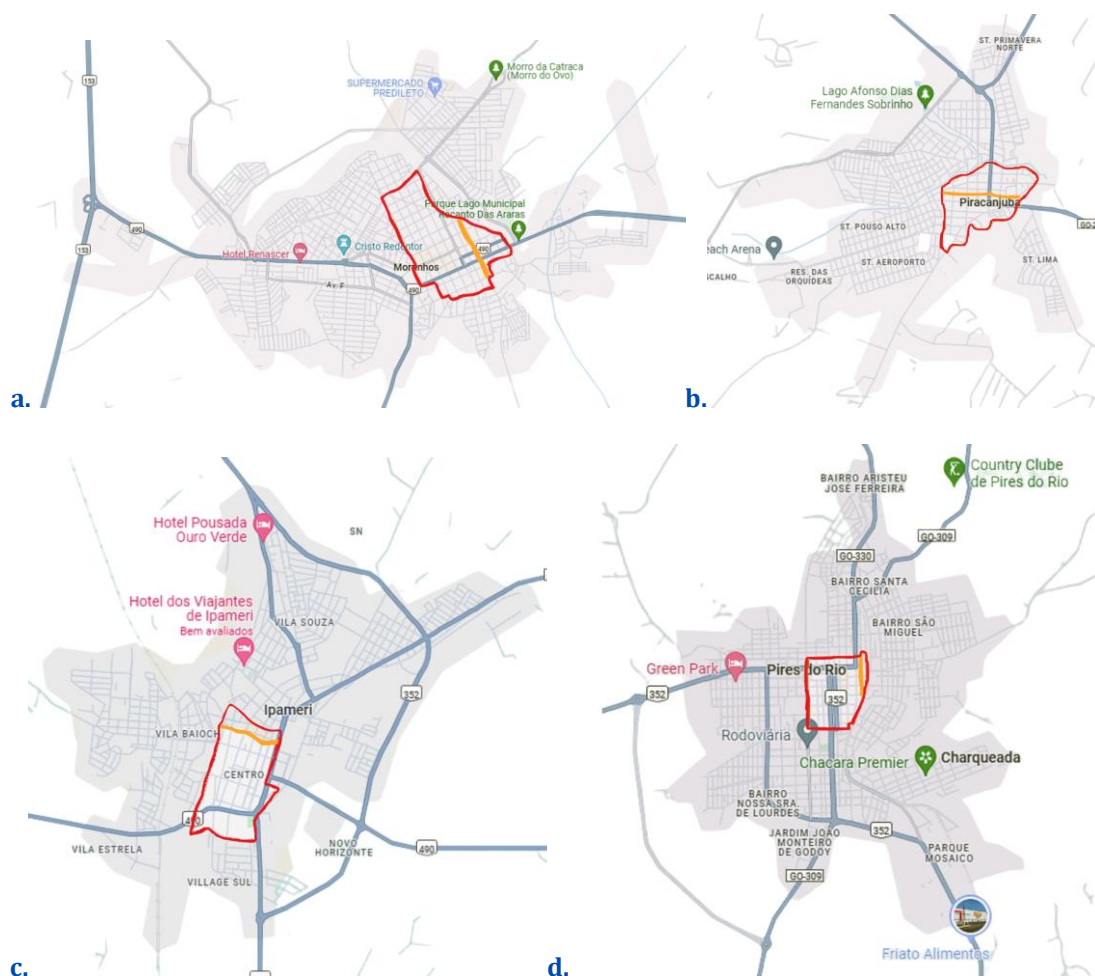 153
Morro da Catraca
(Morro do Ovo)
SUPERMERCADO
PREDILETO
490
153
Hotel Renascer
Cristo Redentor
Parque Lago Municipal
Recanto Das Araras
490
Morrinhos
Av. F
490
a.
ST. PRIMAVERA
NORTE
Lago Afonso Dias
Fernandes Sobrinho
Piracanjuba
GO-2
ST. POUSO ALTO
each Arena
SCALHO
RES. DAS
ORQUÍDEAS
ST. AEROPORTO
ST. LIMA
b.
Hotel Pousada
Ouro Verde
SN
Hotel dos Viajantes
de Ipameri
Bem avaliados
VILA SOUZA
352
Ipameri
VILA BAIOCH
CENTRO
490
VILA ESTRELA
NOVO
HORIZONTE
490
VILLAGE SUL
c.
BAIRRO ARISTEU
JOSÉ FERREIRA
Country Clube
de Pires do Rio
GO-309
GO-330
BAIRRO SANTA
CECILIA
BAIRRO SÃO
MIGUEL
Green Park
Pires do Rio
352
352
Rodoviária
Chacara Premier
Charqueada
BAIRRO
NOSSA SRA.
DE LOURDES
JARDIM JOÃO
MONTEIRO
DE GODOY
352
PARQUE
MOSAICO
GO-309
Friato Alimentos
d.